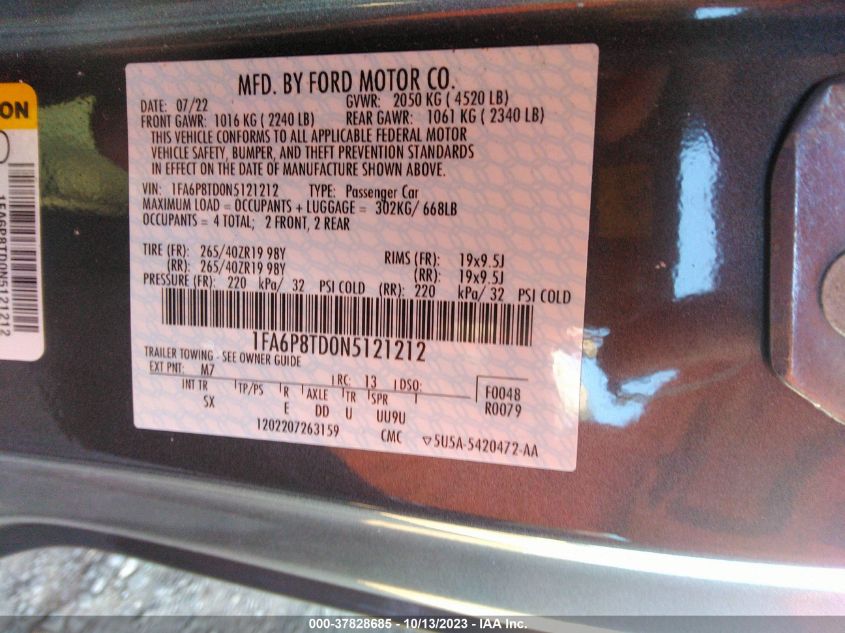 MFD. BY FORD MOTOR CO.
DATE: 07/22 GVWR: 2050 KG ( 4520 LB)
FRONT GAWR: 1016 KG ( 2240 LB) REAR GAWR: 1061 KG ( 2340 LB)
THIS VEHICLE CONFORMS TO ALL APPLICABLE FEDERAL MOTOR
VEHICLE SAFETY, BUMPER, AND THEFT PREVENTION STANDARDS
IN EFFECT ON THE DATE OF MANUFACTURE SHOWN ABOVE.
VIN: 1FA6P8TD0N5121212 TYPE: Passenger Car
MAXIMUM LOAD = OCCUPANTS + LUGGAGE = 302KG/ 668LB
OCCUPANTS = 4 TOTAL; 2 FRONT, 2 REAR
TIRE (FR): 265/40ZR19 98Y RIMS (FR): 19x9.5J
(RR): 265/40ZR19 98Y (RR): 19x9.5J
PRESSURE (FR): 220 kPa/ 32 PSI COLD (RR): 220 kPa/ 32 PSI COLD
1FA6P8TD0N5121212
TRAILER TOWING - SEE OWNER GUIDE
EXT PNT: M7 RC: 13 DSO: F0048
INT TR TP/PS R AXLE TR SPR R0079
SX E DD U UU9U
1202207263159 CMC ▽5U5A-5420472-AA
ON
1FA6P8TD0N5121212
000-37828685 - 10/13/2023 - IAA Inc.